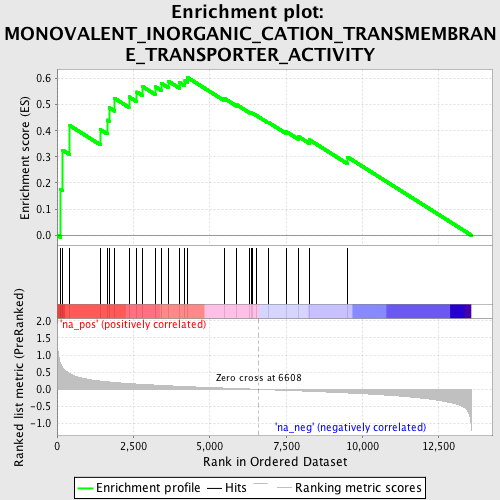 Enrichment plot:
MONOVALENT_INORGANIC_CATION_TRANSMEMBRAN
E_TRANSPORTER_ACTIVITY
Enrichment score (ES)
0.6
0.5
0.4
0.3
0.2
0.1
0.0
'na_pos' (positively correlated)
Ranked list metric (PreRanked)
2.0
1.5
1.0
0.5
0.0
-0.5
-1.0
Zero cross at 6608
'na_neg' (negatively correlated)
0 2,500 5,000 7,500 10,000 12,500
Rank in Ordered Dataset
Enrichment profile Hits Ranking metric scores